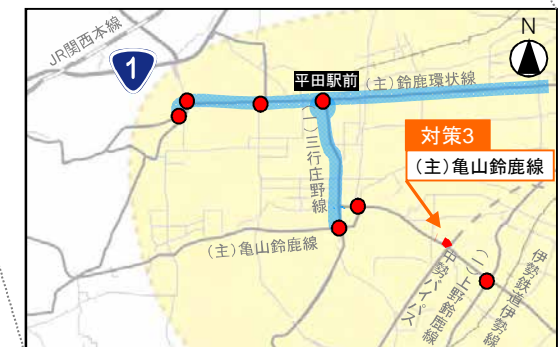 JR関西本線
1
N
平田駅前
(主)鈴鹿環状線
(一)三行庄野線
対策3
(主)亀山鈴鹿線
(主)亀山鈴鹿線
中勢バイパス
(一)上野鈴鹿線
伊勢鉄道伊勢線